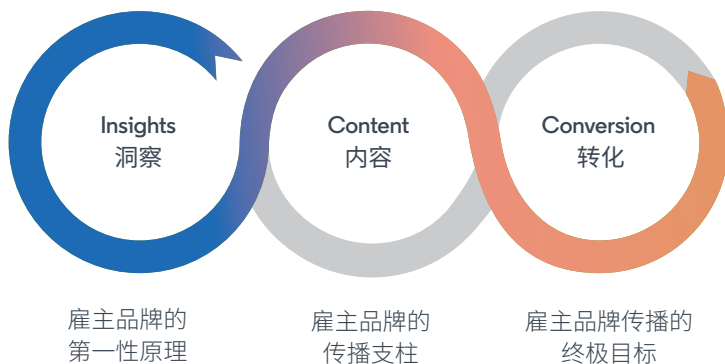 Insights
洞察
Content
内容
Conversion
转化
雇主品牌的
第一性原理
雇主品牌的
传播支柱
雇主品牌传播的
终极目标